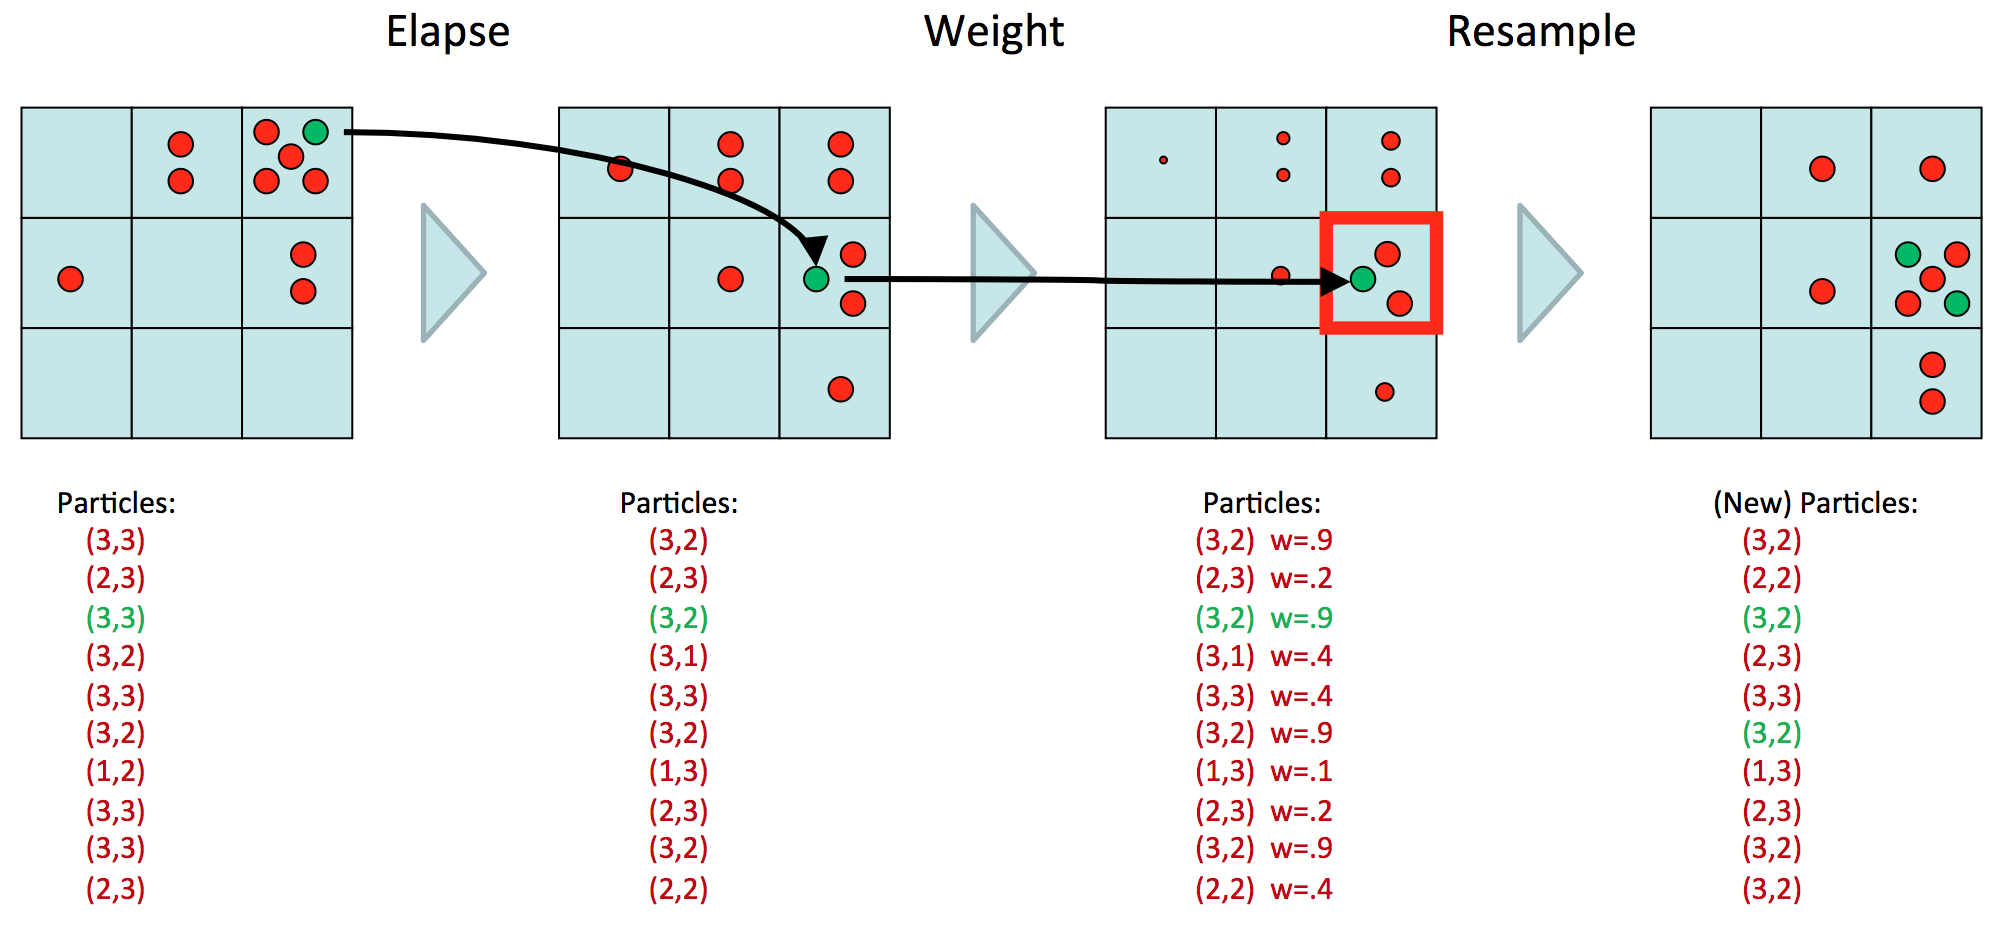 Elapse
Weight
Resample
Particles:
(3,3)
(2,3)
(3,3)
(3,2)
(3,3)
(3,2)
(1,2)
(3,3)
(3,3)
(2,3)
Particles:
(3,2)
(2,3)
(3,2)
(3,1)
(3,3)
(3,2)
(1,3)
(2,3)
(3,2)
(2,2)
Particles:
(3,2) w=.9
(2,3) w=.2
(3,2) w=.9
(3,1) w=.4
(3,3) w=.4
(3,2) w=.9
(1,3) w=.1
(2,3) w=.2
(3,2) w=.9
(2,2) w=.4
(New) Particles:
(3,2)
(2,2)
(3,2)
(2,3)
(3,3)
(3,2)
(1,3)
(2,3)
(3,2)
(3,2)